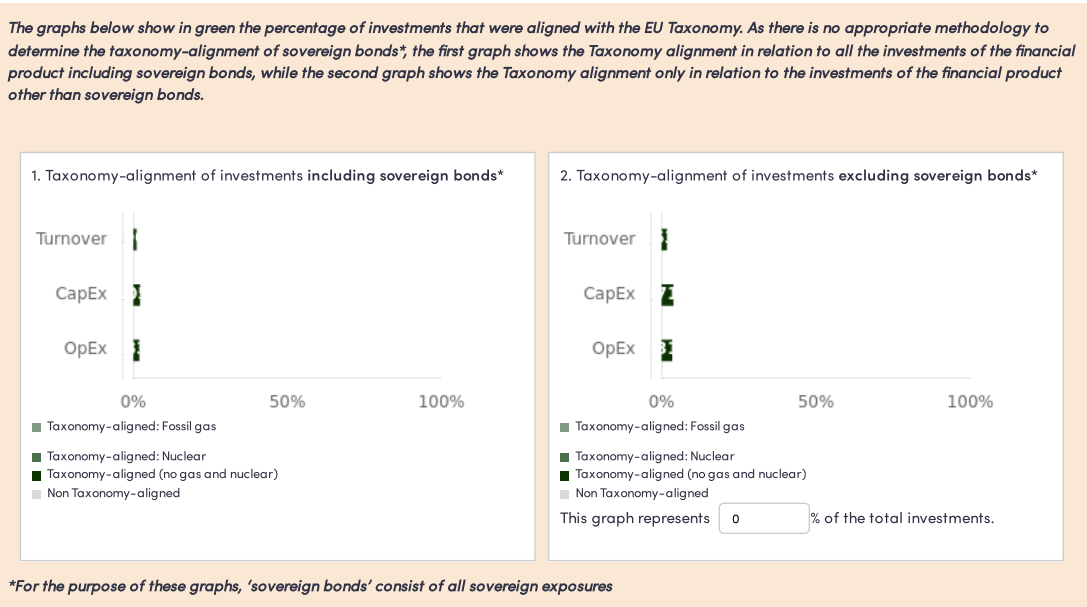 The graphs below show in green the percentage of investments that were aligned with the EU Taxonomy. As there is no appropriate methodology to
determine the taxonomy-alignment of sovereign bonds*, the first graph shows the Taxonomy alignment in relation to all the investments of the financial
product including sovereign bonds, while the second graph shows the Taxonomy alignment only in relation to the investments of the financial product
other than sovereign bonds.
1. Taxonomy-alignment of investments including sovereign bonds*
Turnover
CapEx
OpEx
0% 50% 100%
Taxonomy-aligned: Fossil gas
Taxonomy-aligned: Nuclear
Taxonomy-aligned (no gas and nuclear)
Non Taxonomy-aligned
2. Taxonomy-alignment of investments excluding sovereign bonds*
Turnover
CapEx
OpEx
0% 50% 100%
Taxonomy-aligned: Fossil gas
Taxonomy-aligned: Nuclear
Taxonomy-aligned (no gas and nuclear)
Non Taxonomy-aligned
This graph represents 0 % of the total investments.
*For the purpose of these graphs, ‘sovereign bonds’ consist of all sovereign exposures